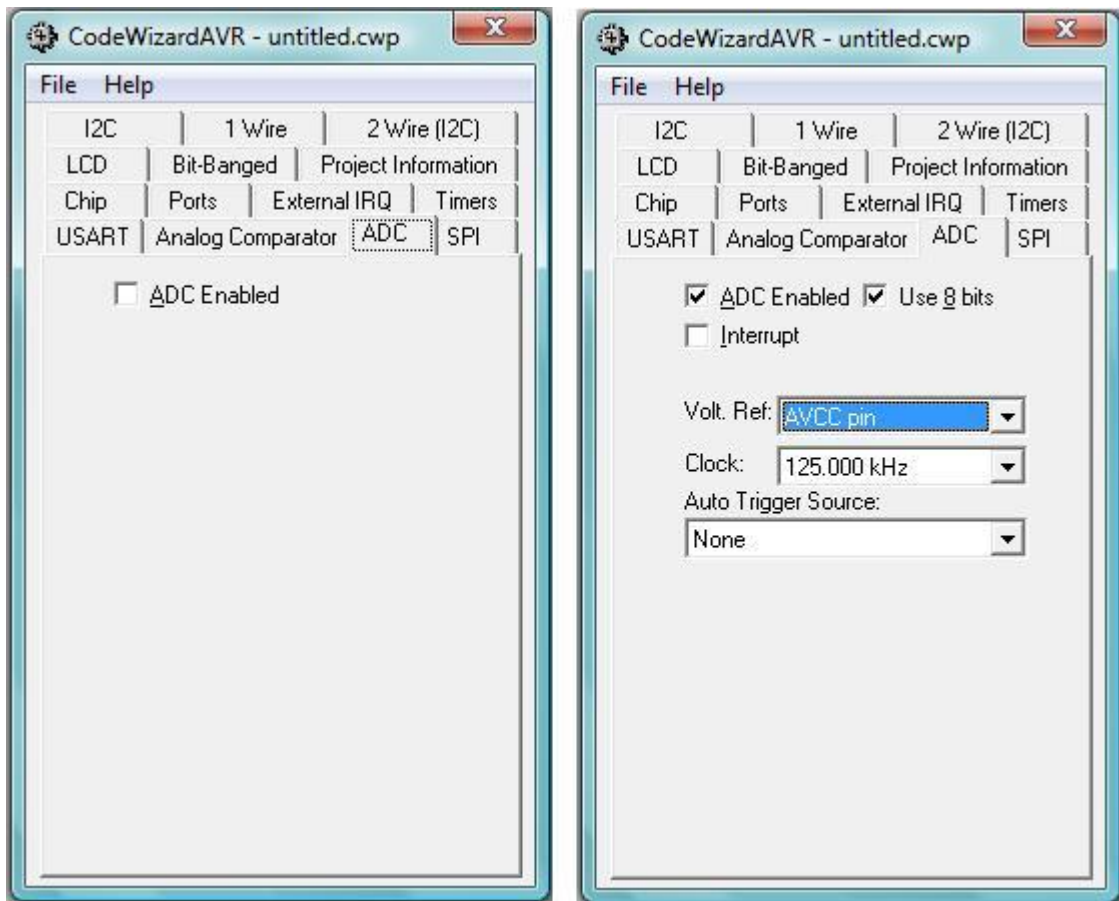 CodeWizardAVR - untitled.cwp
File Help
I2C 1 Wire 2 Wire (I2C)
LCD Bit-Banged Project Information
Chip Ports External IRQ Timers
USART Analog Comparator ADC SPI
ADC Enabled
CodeWizardAVR - untitled.cwp
File Help
I2C 1 Wire 2 Wire (I2C)
LCD Bit-Banged Project Information
Chip Ports External IRQ Timers
USART Analog Comparator ADC SPI
ADC Enabled Use 8 bits
Interrupt
Volt. Ref: AVCC pin
Clock: 125.000 kHz
Auto Trigger Source:
None